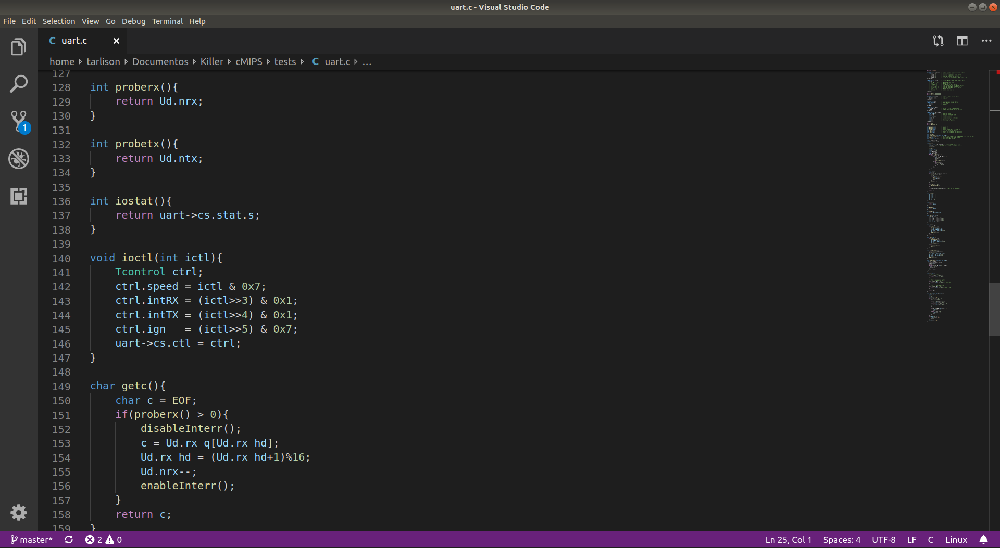 uart.c - Visual Studio Code
File Edit Selection View Go Debug Terminal Help
C uart.c ×
home tarlison Documentos Killer cMIPS tests C uart.c ...
127
128 int proberx(){
129     return Ud.nrx;
130 }
131
132 int probetx(){
133     return Ud.ntx;
134 }
135
136 int iostat(){
137     return uart->cs.stat.s;
138 }
139
140 void ioctl(int ictl){
141     Tcontrol ctrl;
142     ctrl.speed = ictl & 0x7;
143     ctrl.intRX = (ictl>>3) & 0x1;
144     ctrl.intTX = (ictl>>4) & 0x1;
145     ctrl.ign   = (ictl>>5) & 0x7;
146     uart->cs.ctl = ctrl;
147 }
148
149 char getc(){
150     char c = EOF;
151     if(proberx() > 0){
152         disableInterr();
153         c = Ud.rx_q[Ud.rx_hd];
154         Ud.rx_hd = (Ud.rx_hd+1)%16;
155         Ud.nrx--;
156         enableInterr();
157     }
158     return c;
159 }
1
master* 2 0 Ln 25, Col 1 Spaces: 4 UTF-8 LF C Linux